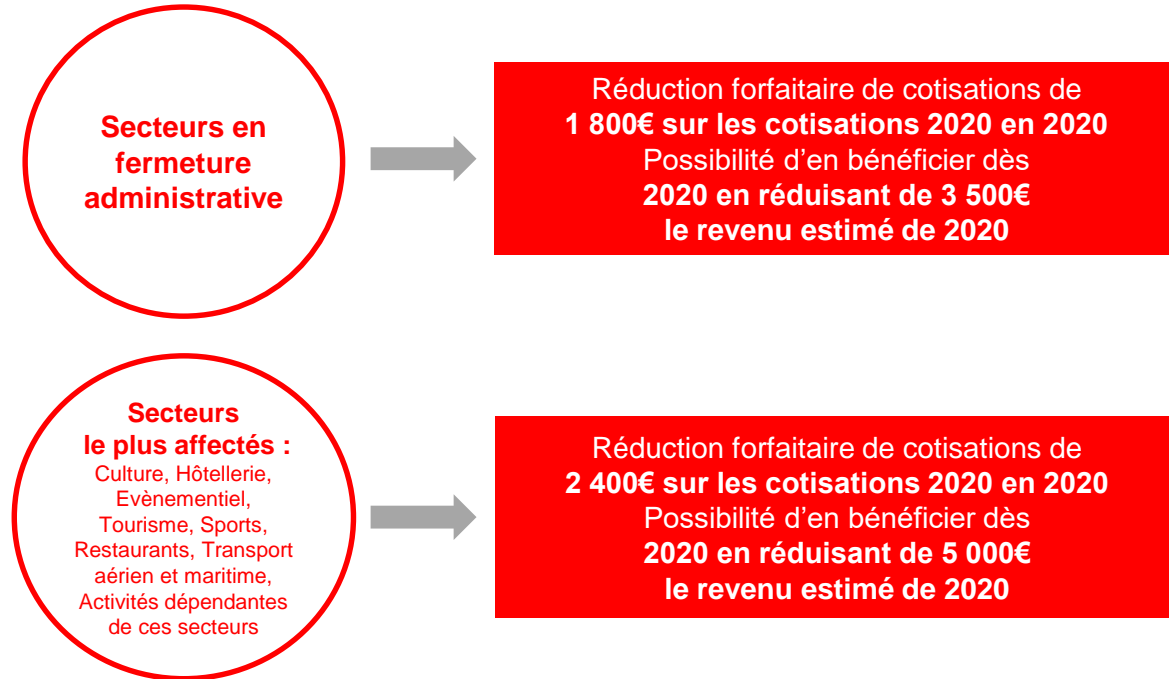 Secteurs en
fermeture
administrative
Réduction forfaitaire de cotisations de
1 800€ sur les cotisations 2020 en 2020
Possibilité d'en bénéficier dès
2020 en réduisant de 3 500€
le revenu estimé de 2020
Secteurs
le plus affectés :
Culture, Hôtellerie,
Evènementiel,
Tourisme, Sports,
Restaurants, Transport
aérien et maritime,
Activités dépendantes
de ces secteurs
Réduction forfaitaire de cotisations de
2 400€ sur les cotisations 2020 en 2020
Possibilité d'en bénéficier dès
2020 en réduisant de 5 000€
le revenu estimé de 2020